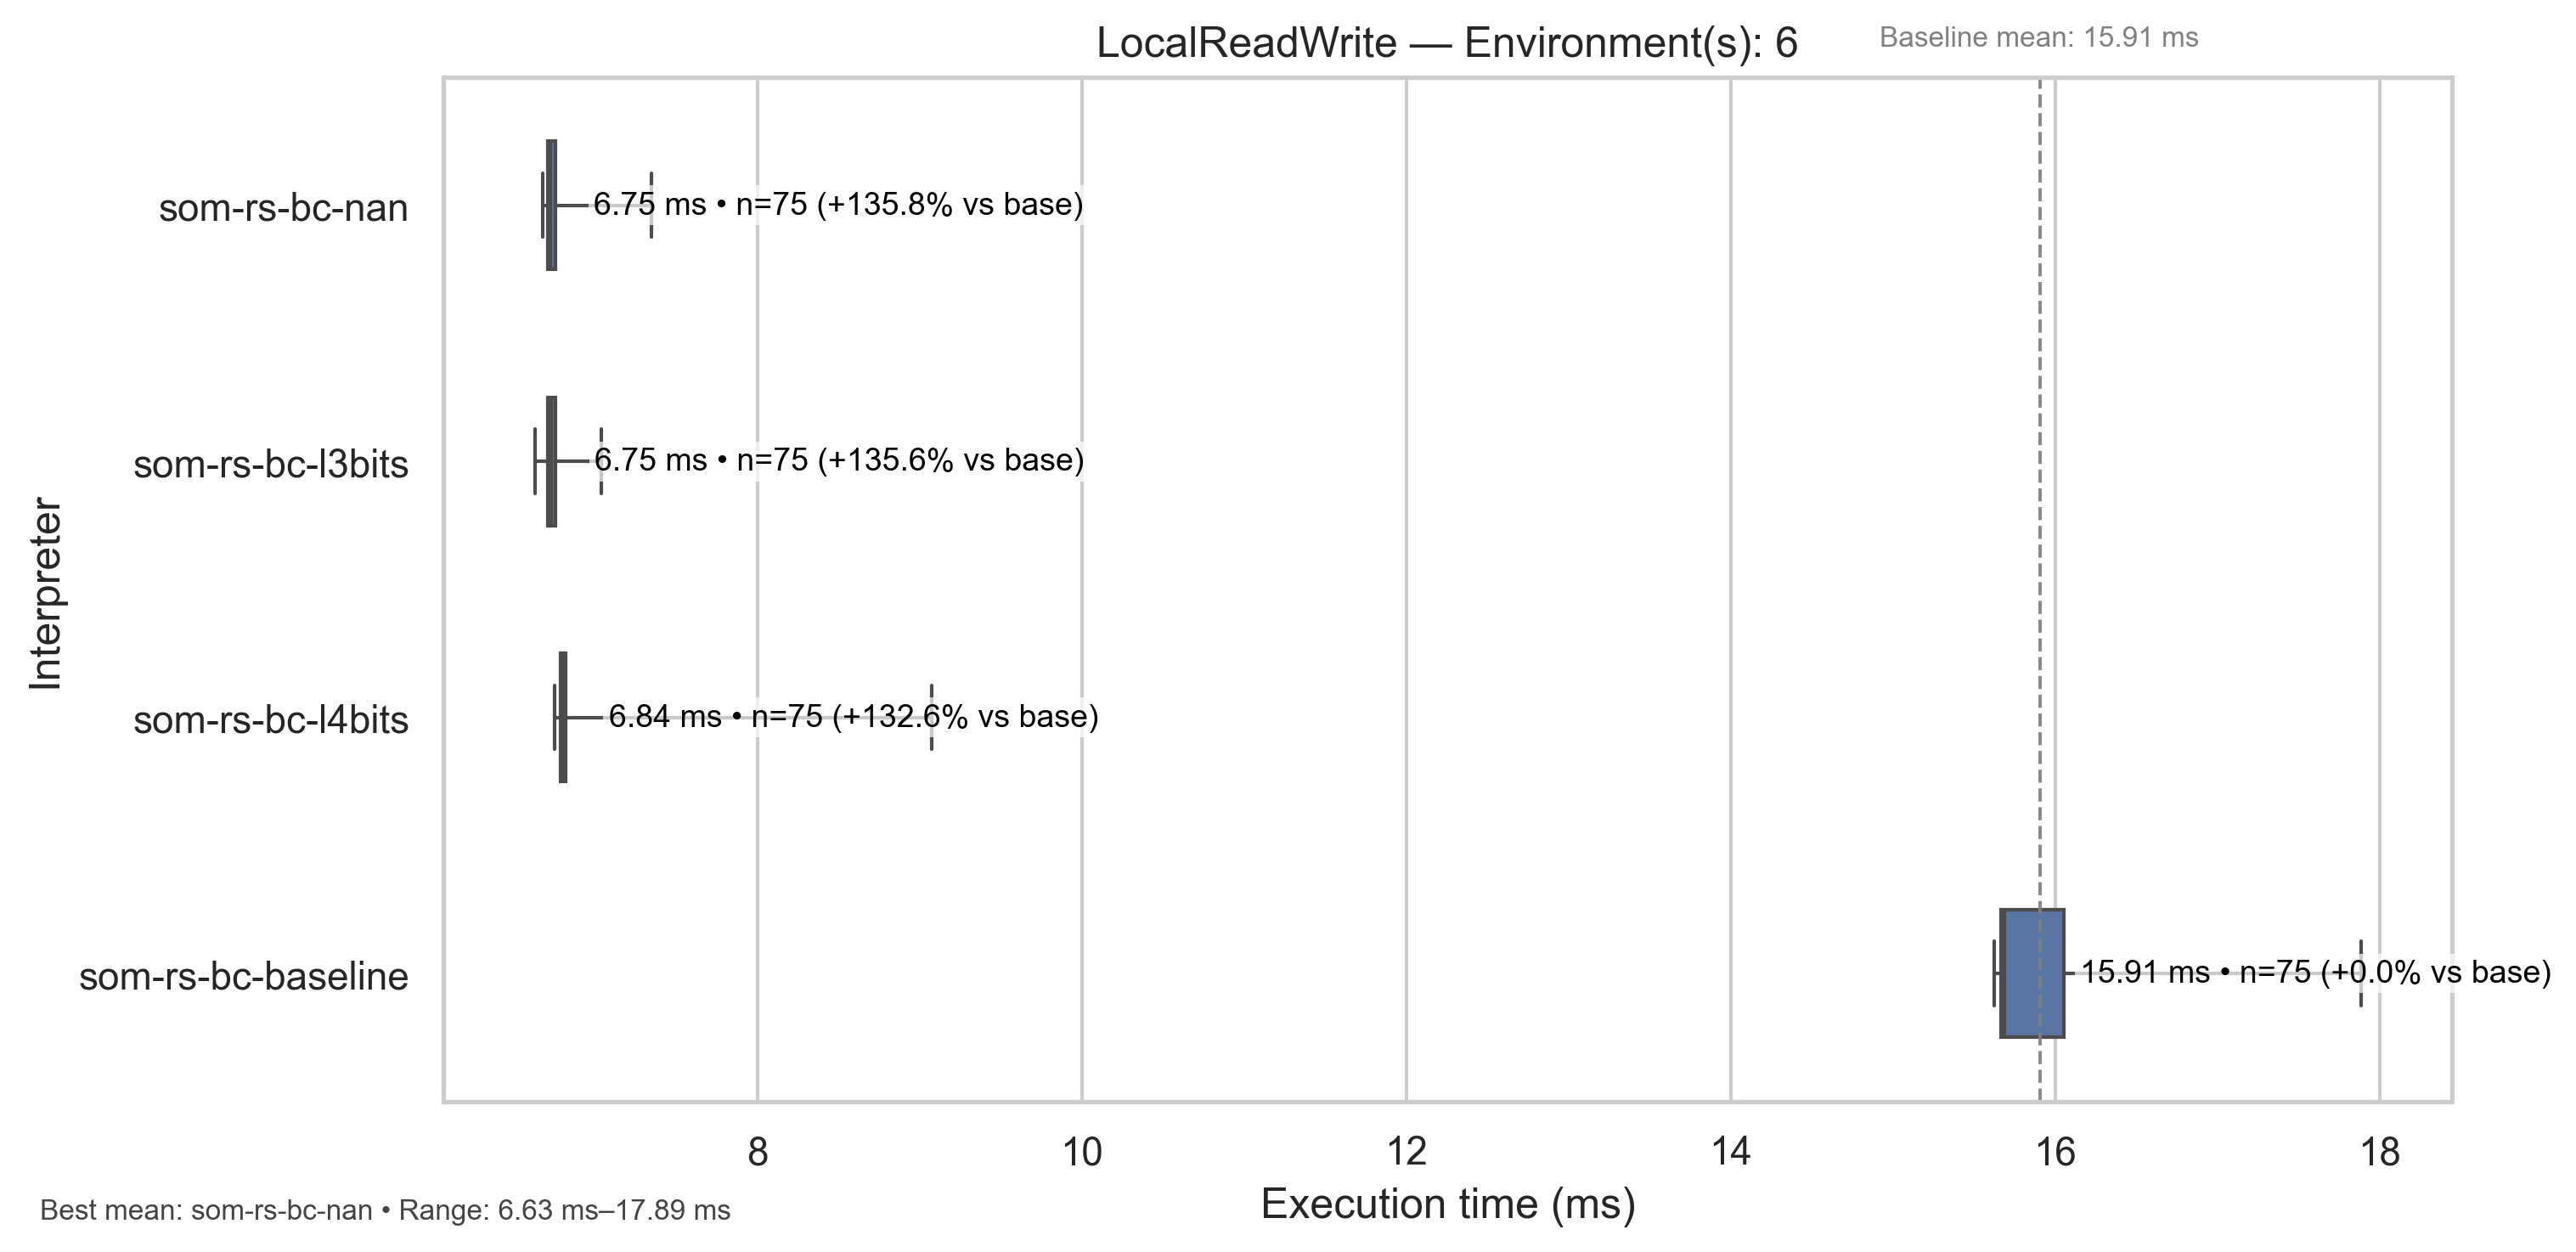 LocalReadWrite — Environment(s): 6
Baseline mean: 15.91 ms
Interpreter
som-rs-bc-nan
6.75 ms • n=75 (+135.8% vs base)
som-rs-bc-l3bits
6.75 ms • n=75 (+135.6% vs base)
som-rs-bc-l4bits
6.84 ms • n=75 (+132.6% vs base)
som-rs-bc-baseline
15.91 ms • n=75 (+0.0% vs base)
8 10 12 14 16 18
Execution time (ms)
Best mean: som-rs-bc-nan • Range: 6.63 ms–17.89 ms